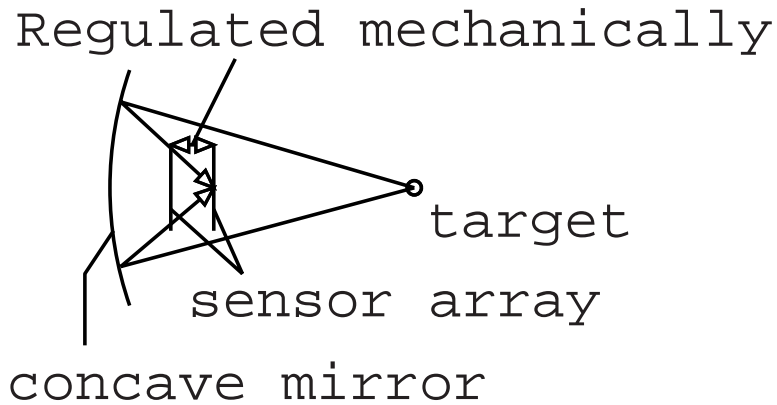 Regulated mechanically
target
sensor array
concave mirror